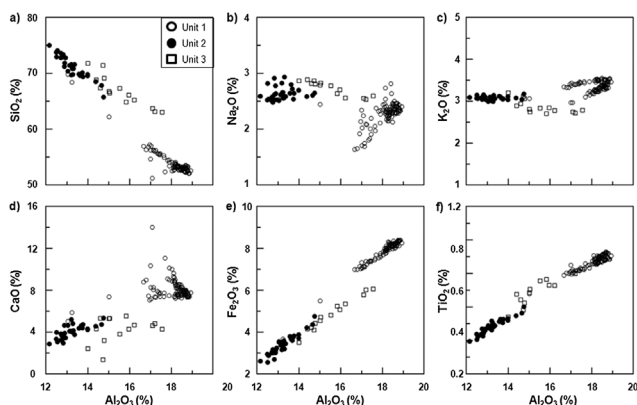 a)
80
70
60
50
SiO₂ (%)
Unit 1
Unit 2
Unit 3
b)
4
3
2
1
Na₂O (%)
c)
5
4
3
2
1
K₂O (%)
d)
16
12
8
4
0
CaO (%)
12 14 16 18 20
Al₂O₃ (%)
e)
10
8
6
4
2
Fe₂O₃ (%)
12 14 16 18 20
Al₂O₃ (%)
f)
1.2
0.8
0.6
0.4
0.2
TiO₂ (%)
12 14 16 18 20
Al₂O₃ (%)